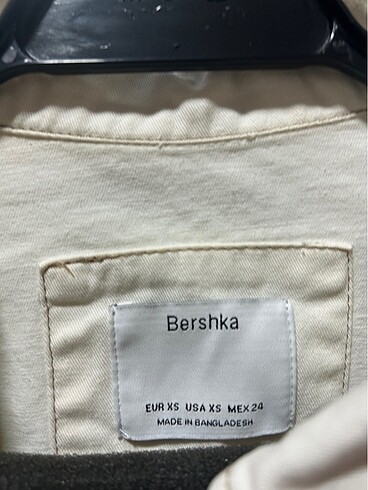 Bershka
EUR XS USA XS MEX 24
MADE IN BANGLADESH